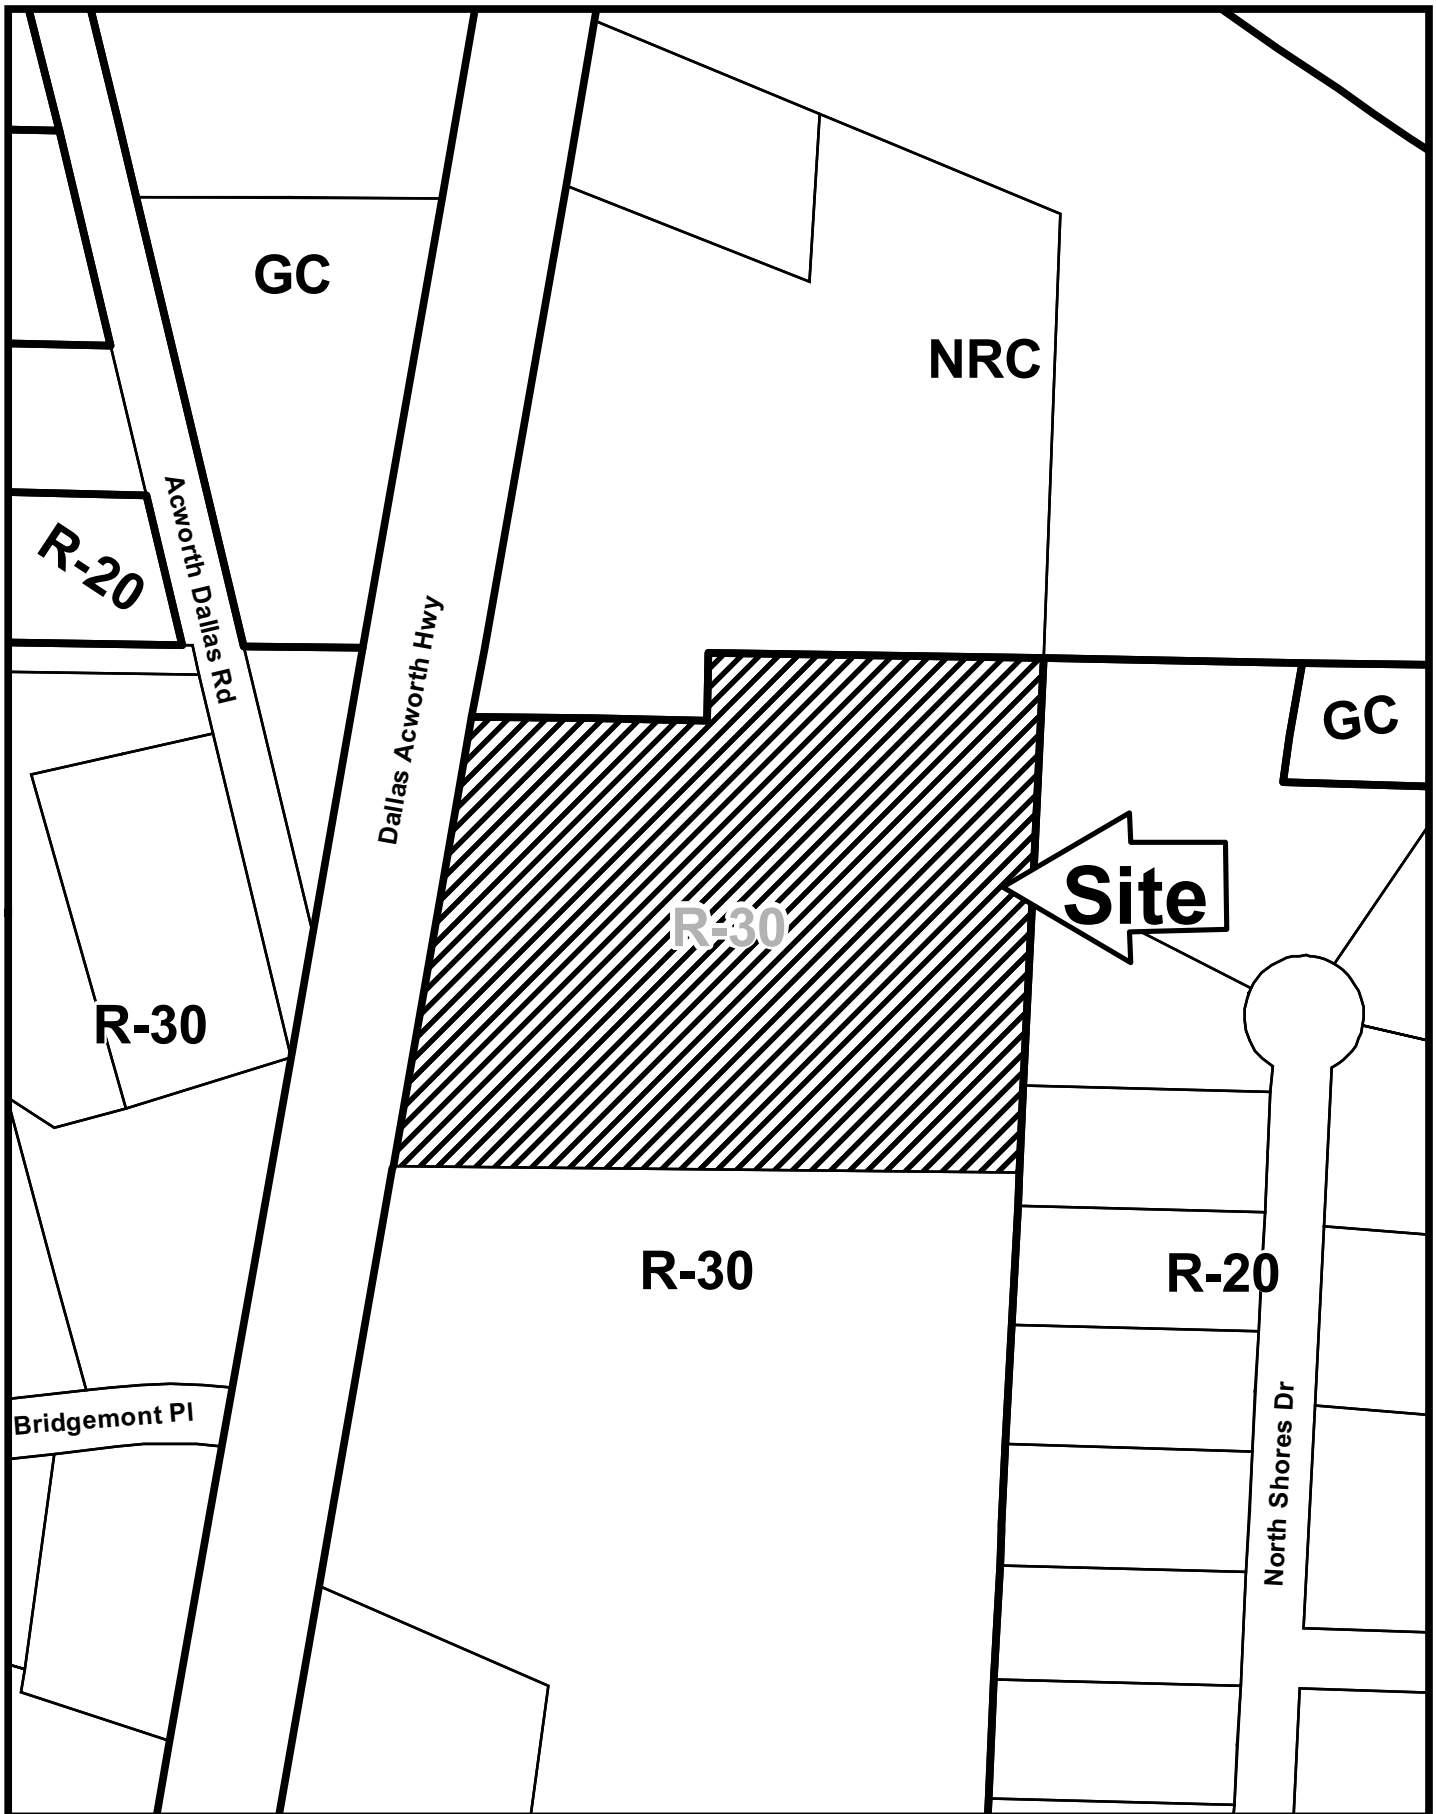 GC
NRC
Acworth Dallas Rd
R-20
Dallas Acworth Hwy
GC
Site
R-30
R-30
R-30
R-20
Bridgemont Pl
North Shores Dr